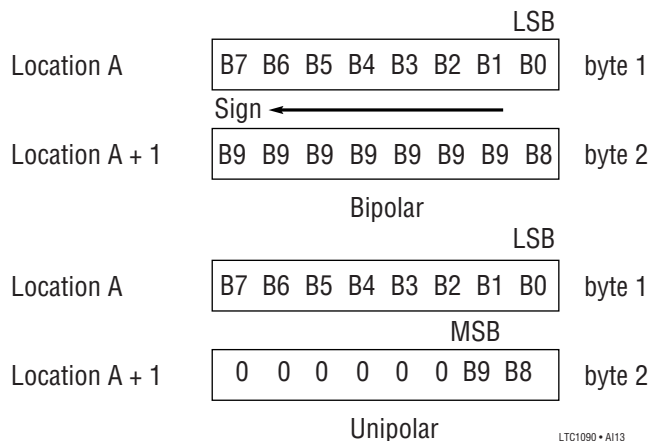 LSB
Location A B7 B6 B5 B4 B3 B2 B1 B0 byte 1
Sign
Location A + 1 B9 B9 B9 B9 B9 B9 B9 B8 byte 2
Bipolar
LSB
Location A B7 B6 B5 B4 B3 B2 B1 B0 byte 1
MSB
Location A + 1 0 0 0 0 0 0 B9 B8 byte 2
Unipolar
LTC1090 • AI13